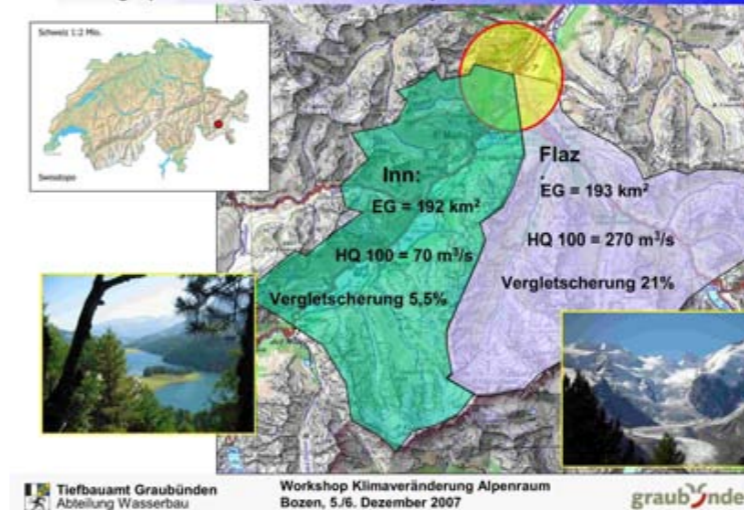 Schweiz 1:2 Mio.
Swisstopo
Inn:
EG = 192 km²
HQ 100 = 70 m³/s
Vergletscherung 5,5%
Flaz
EG = 193 km²
HQ 100 = 270 m³/s
Vergletscherung 21%
Tiefbauamt Graubünden
Abteilung Wasserbau
Workshop Klimaveränderung Alpenraum
Bozen, 5./6. Dezember 2007